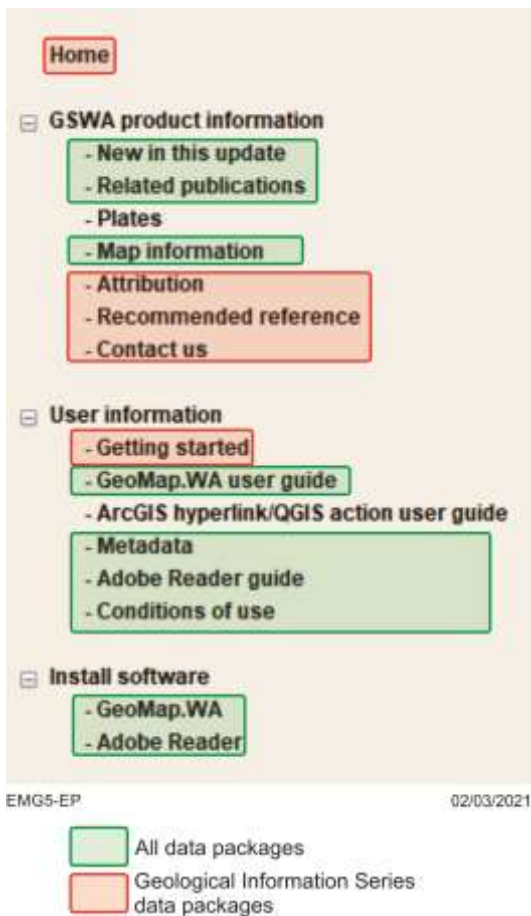 Home
GSWA product information
- New in this update
- Related publications
- Plates
- Map information
- Attribution
- Recommended reference
- Contact us
User information
- Getting started
- GeoMap.WA user guide
- ArcGIS hyperlink/QGIS action user guide
- Metadata
- Adobe Reader guide
- Conditions of use
Install software
- GeoMap.WA
- Adobe Reader
EMG5-EP 02/03/2021
All data packages
Geological Information Series
data packages